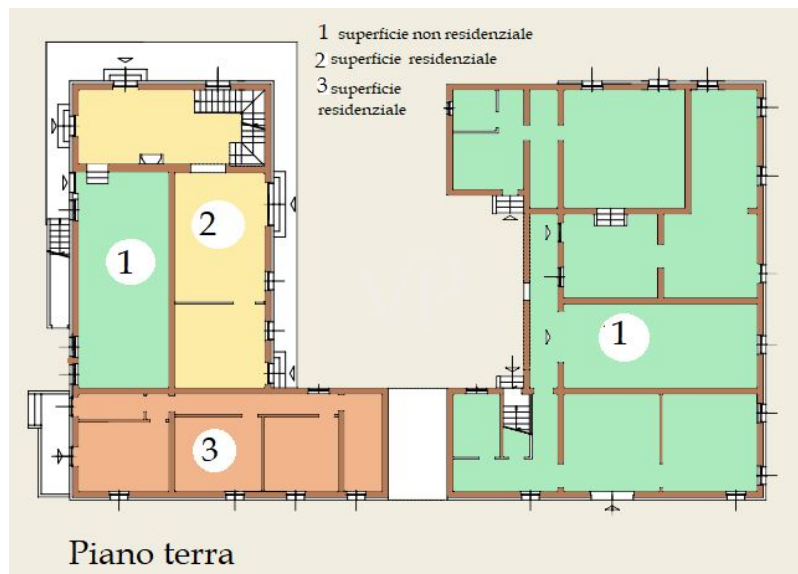 1 superficie non residenziale
2 superficie residenziale
3 superficie
residenziale
2
1
1
3
Piano terra